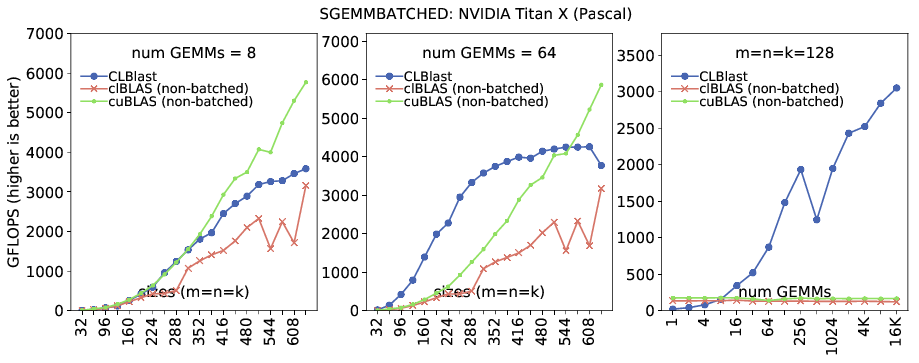 SGEMMBATCHED: NVIDIA Titan X (Pascal)
GFLOPS (higher is better)
7000
6000
5000
4000
3000
2000
1000
0
num GEMMs = 8
CLBlast
clBLAS (non-batched)
cuBLAS (non-batched)
sizes (m=n=k)
32 96 160 224 288 352 416 480 544 608
7000
6000
5000
4000
3000
2000
1000
0
num GEMMs = 64
CLBlast
clBLAS (non-batched)
cuBLAS (non-batched)
sizes (m=n=k)
32 96 160 224 288 352 416 480 544 608
3500
3000
2500
2000
1500
1000
500
0
m=n=k=128
CLBlast
clBLAS (non-batched)
cuBLAS (non-batched)
num GEMMs
1 4 16 64 256 1024 4K 16K